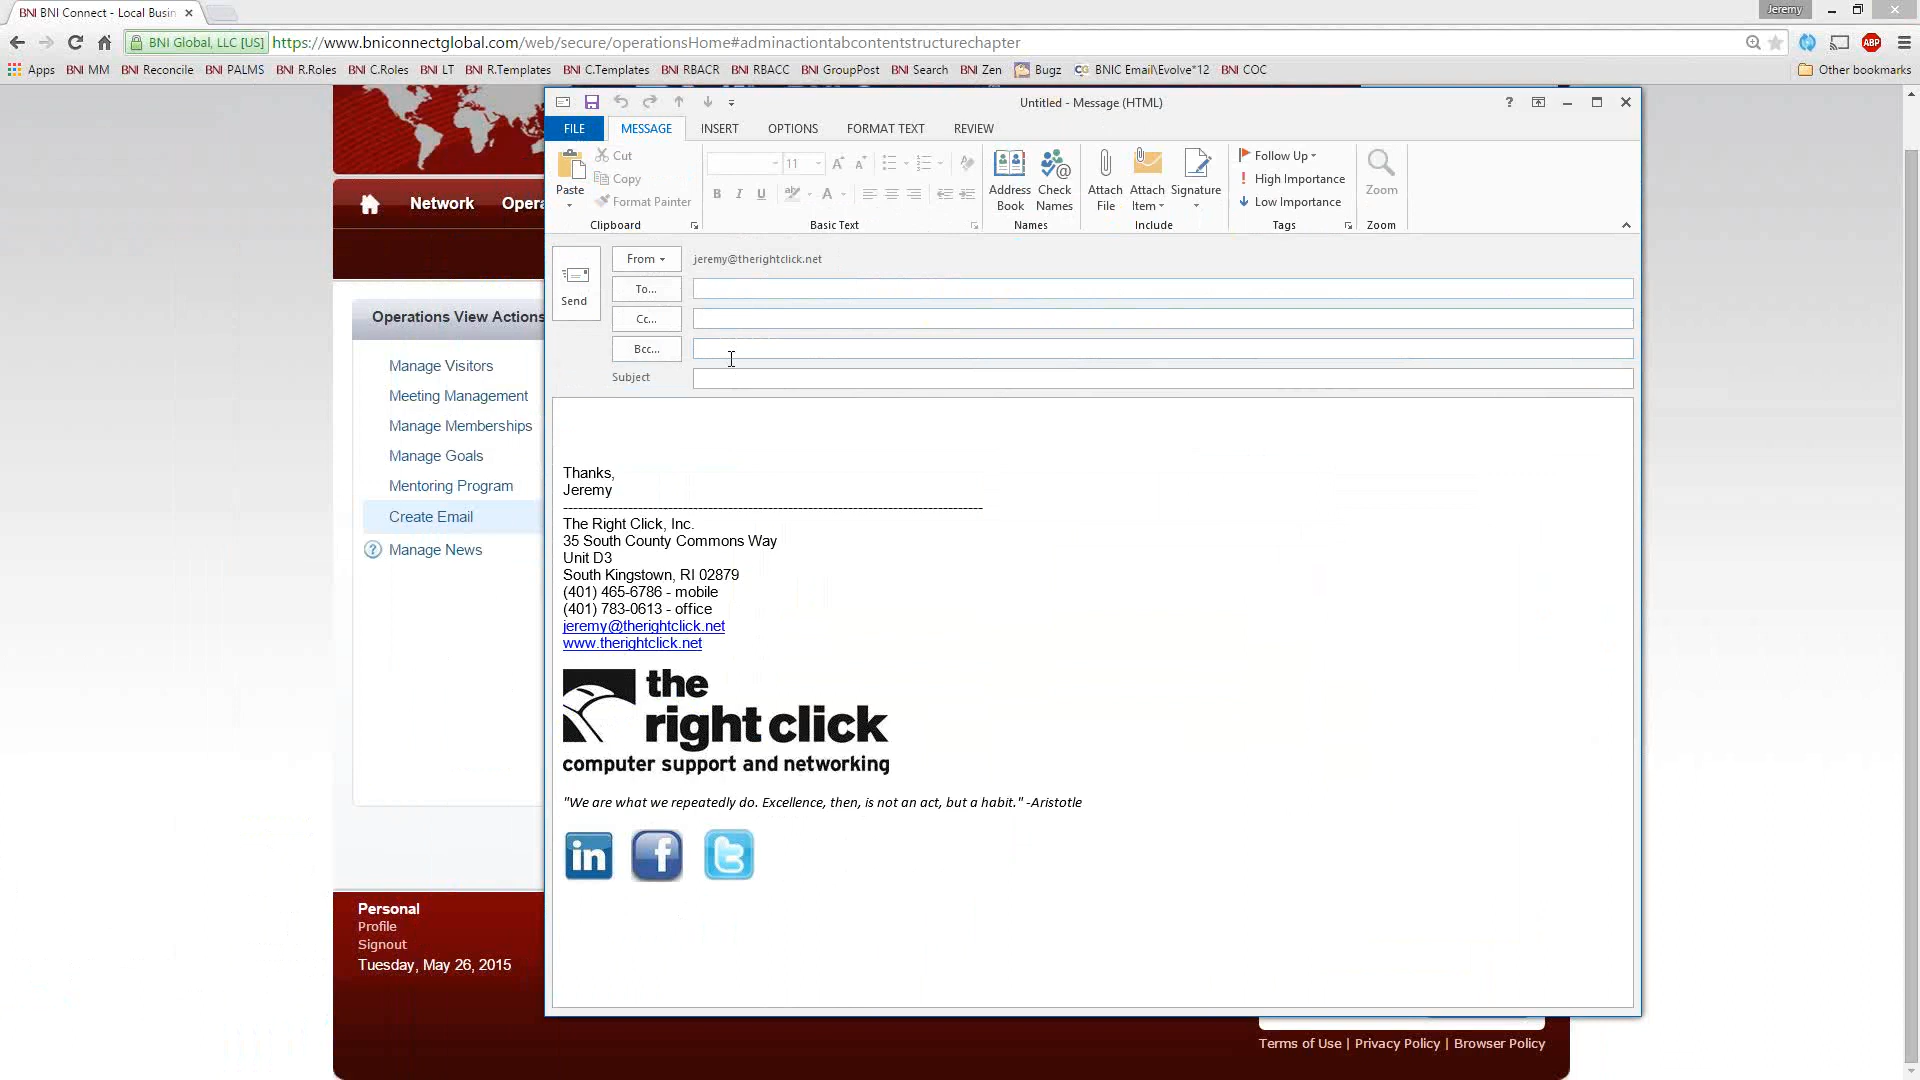 BNI BNI Connect - Local Busin
Jeremy
BNI Global, LLC [US] https://www.bniconnectglobal.com/web/secure/operationsHome#adminactiontabcontentstructurechapter
ABP
Apps BNI MM BNI Reconcile BNI PALMS BNI R.Roles BNI C.Roles BNI LT BNI R.Templates BNI C.Templates BNI RBACR BNI RBACC BNI GroupPost BNI Search BNI Zen Bugz BNIC Email\Evolve*12 BNI COC Other bookmarks
Untitled - Message (HTML)
FILE MESSAGE INSERT OPTIONS FORMAT TEXT REVIEW
Cut
Copy
Format Painter
Paste
Clipboard
11
B I U
Basic Text
Address Book
Check Names
Names
Attach File
Attach Item
Signature
Include
Follow Up
High Importance
Low Importance
Tags
Zoom
Zoom
Network Opera
Send
From jeremy@therightclick.net
To...
Cc...
Bcc...
Subject
Operations View Actions
Manage Visitors
Meeting Management
Manage Memberships
Manage Goals
Mentoring Program
Create Email
Manage News
Thanks,
Jeremy
The Right Click, Inc.
35 South County Commons Way
Unit D3
South Kingstown, RI 02879
(401) 465-6786 - mobile
(401) 783-0613 - office
jeremy@therightclick.net
www.therightclick.net
the
right click
computer support and networking
"We are what we repeatedly do. Excellence, then, is not an act, but a habit." -Aristotle
in f t
Personal
Profile
Signout
Tuesday, May 26, 2015
Terms of Use | Privacy Policy | Browser Policy